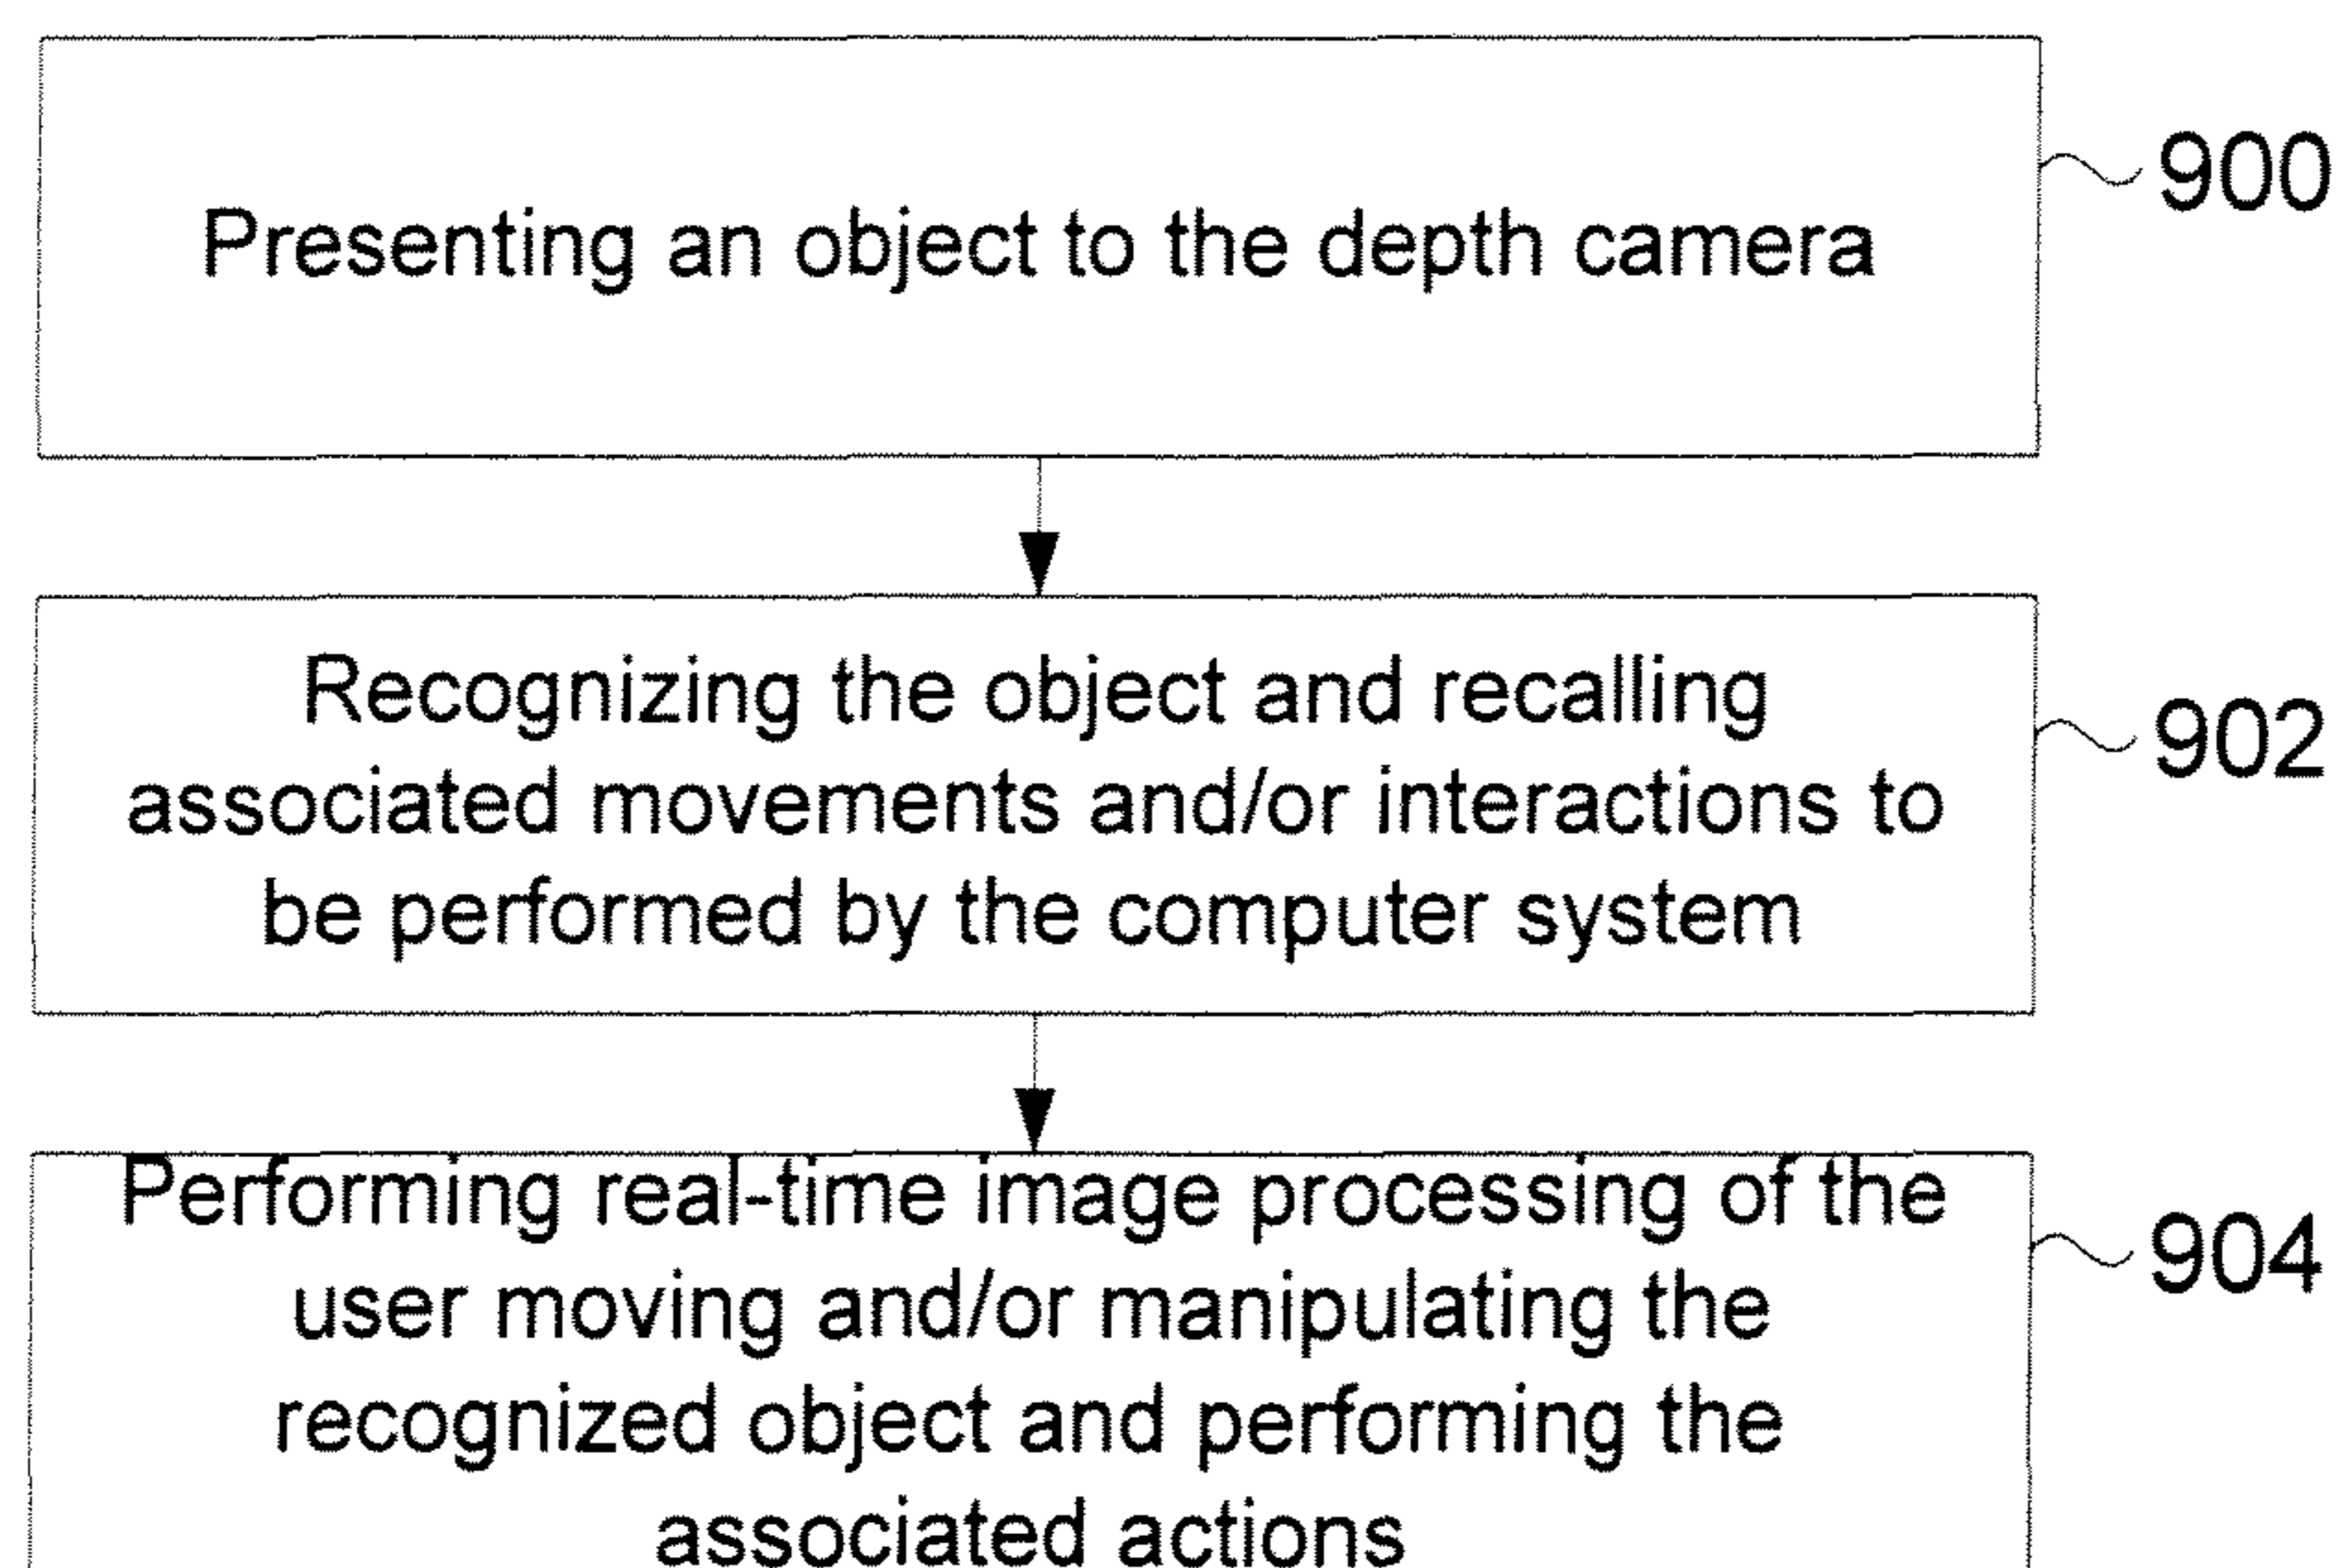 Presenting an object to the depth camera
900
Recognizing the object and recalling
associated movements and/or interactions to
be performed by the computer system
902
Performing real-time image processing of the
user moving and/or manipulating the
recognized object and performing the
associated actions
904